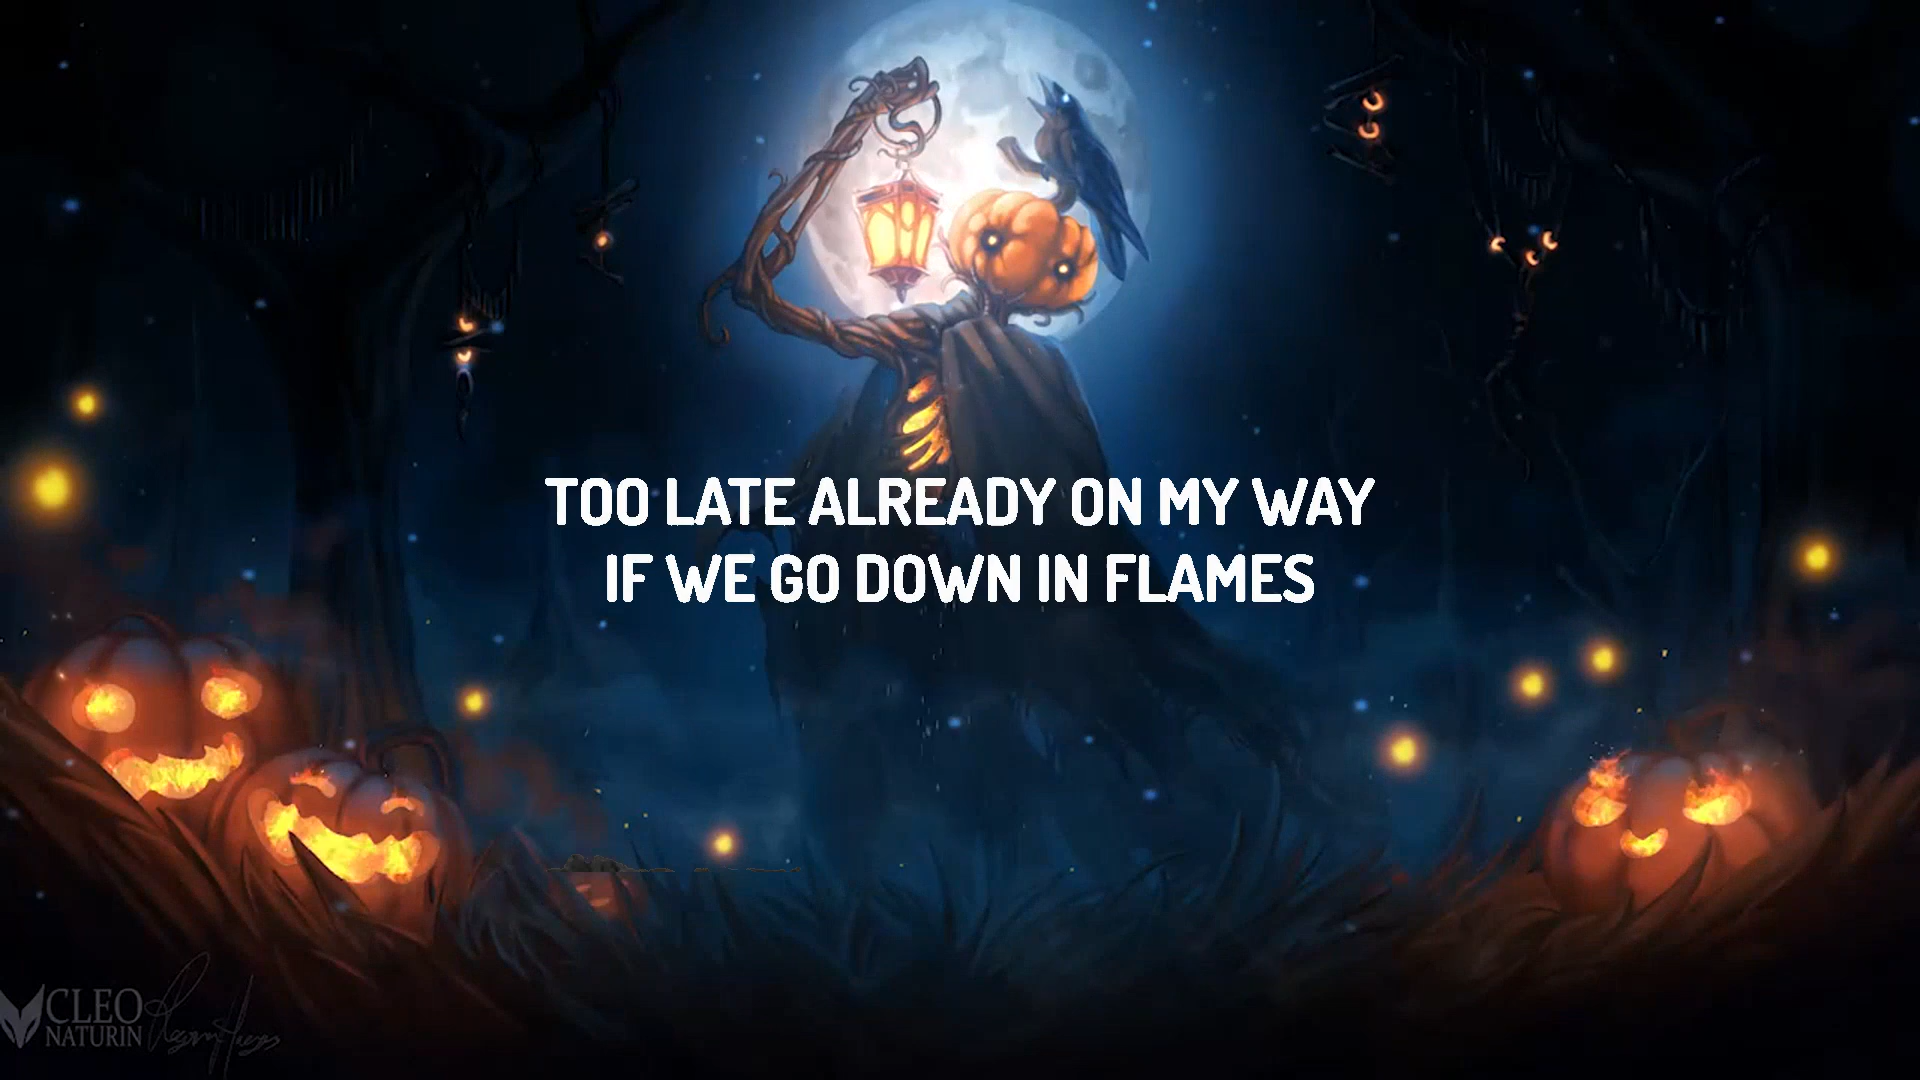 TOO LATE ALREADY ON MY WAY
IF WE GO DOWN IN FLAMES
CLEO
NATURIN